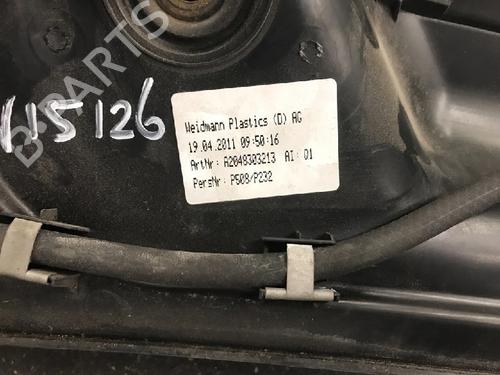 B-PARTS
115126
Weidmann Plastics (D) AG
19.04.2011 09:50:16
ArtNr: A2048303213 AI: 01
PersNr: P508/P232